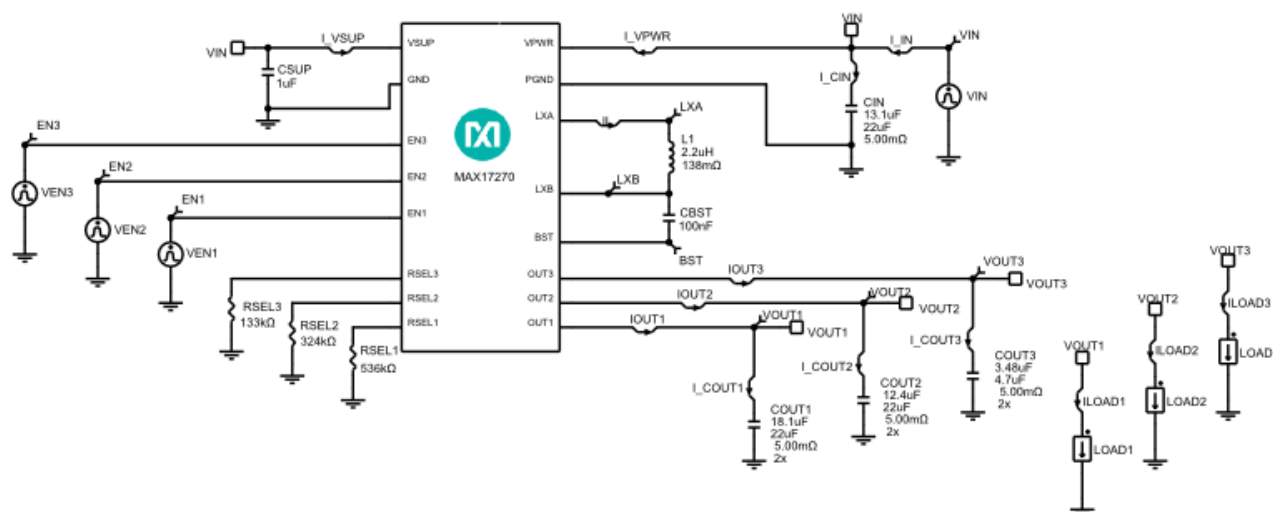 VIN
I_VSUP
VSUP
VPWR
I_VPWR
VIN
I_IN
VIN
CSUP
1uF
GND
PGND
I_CIN
CIN
13.1uF
22uF
5.00mΩ
VIN
LXA
IL
LXA
EN3
EN3
L1
2.2uH
138mΩ
MAX17270
EN2
EN2
LXB
LXB
VEN3
EN1
EN1
CBST
100nF
VEN2
BST
BST
VEN1
RSEL3
OUT3
IOUT3
VOUT3
VOUT3
VOUT3
RSEL2
OUT2
IOUT2
VOUT2
VOUT2
VOUT2
RSEL3
133kΩ
RSEL1
OUT1
IOUT1
VOUT1
VOUT1
VOUT1
ILOAD3
RSEL2
324kΩ
RSEL1
536kΩ
I_COUT3
COUT3
3.48uF
4.7uF
5.00mΩ
2x
ILOAD2
LOAD
I_COUT2
COUT2
12.4uF
22uF
5.00mΩ
2x
I_COUT1
COUT1
18.1uF
22uF
5.00mΩ
2x
ILOAD1
LOAD2
LOAD1